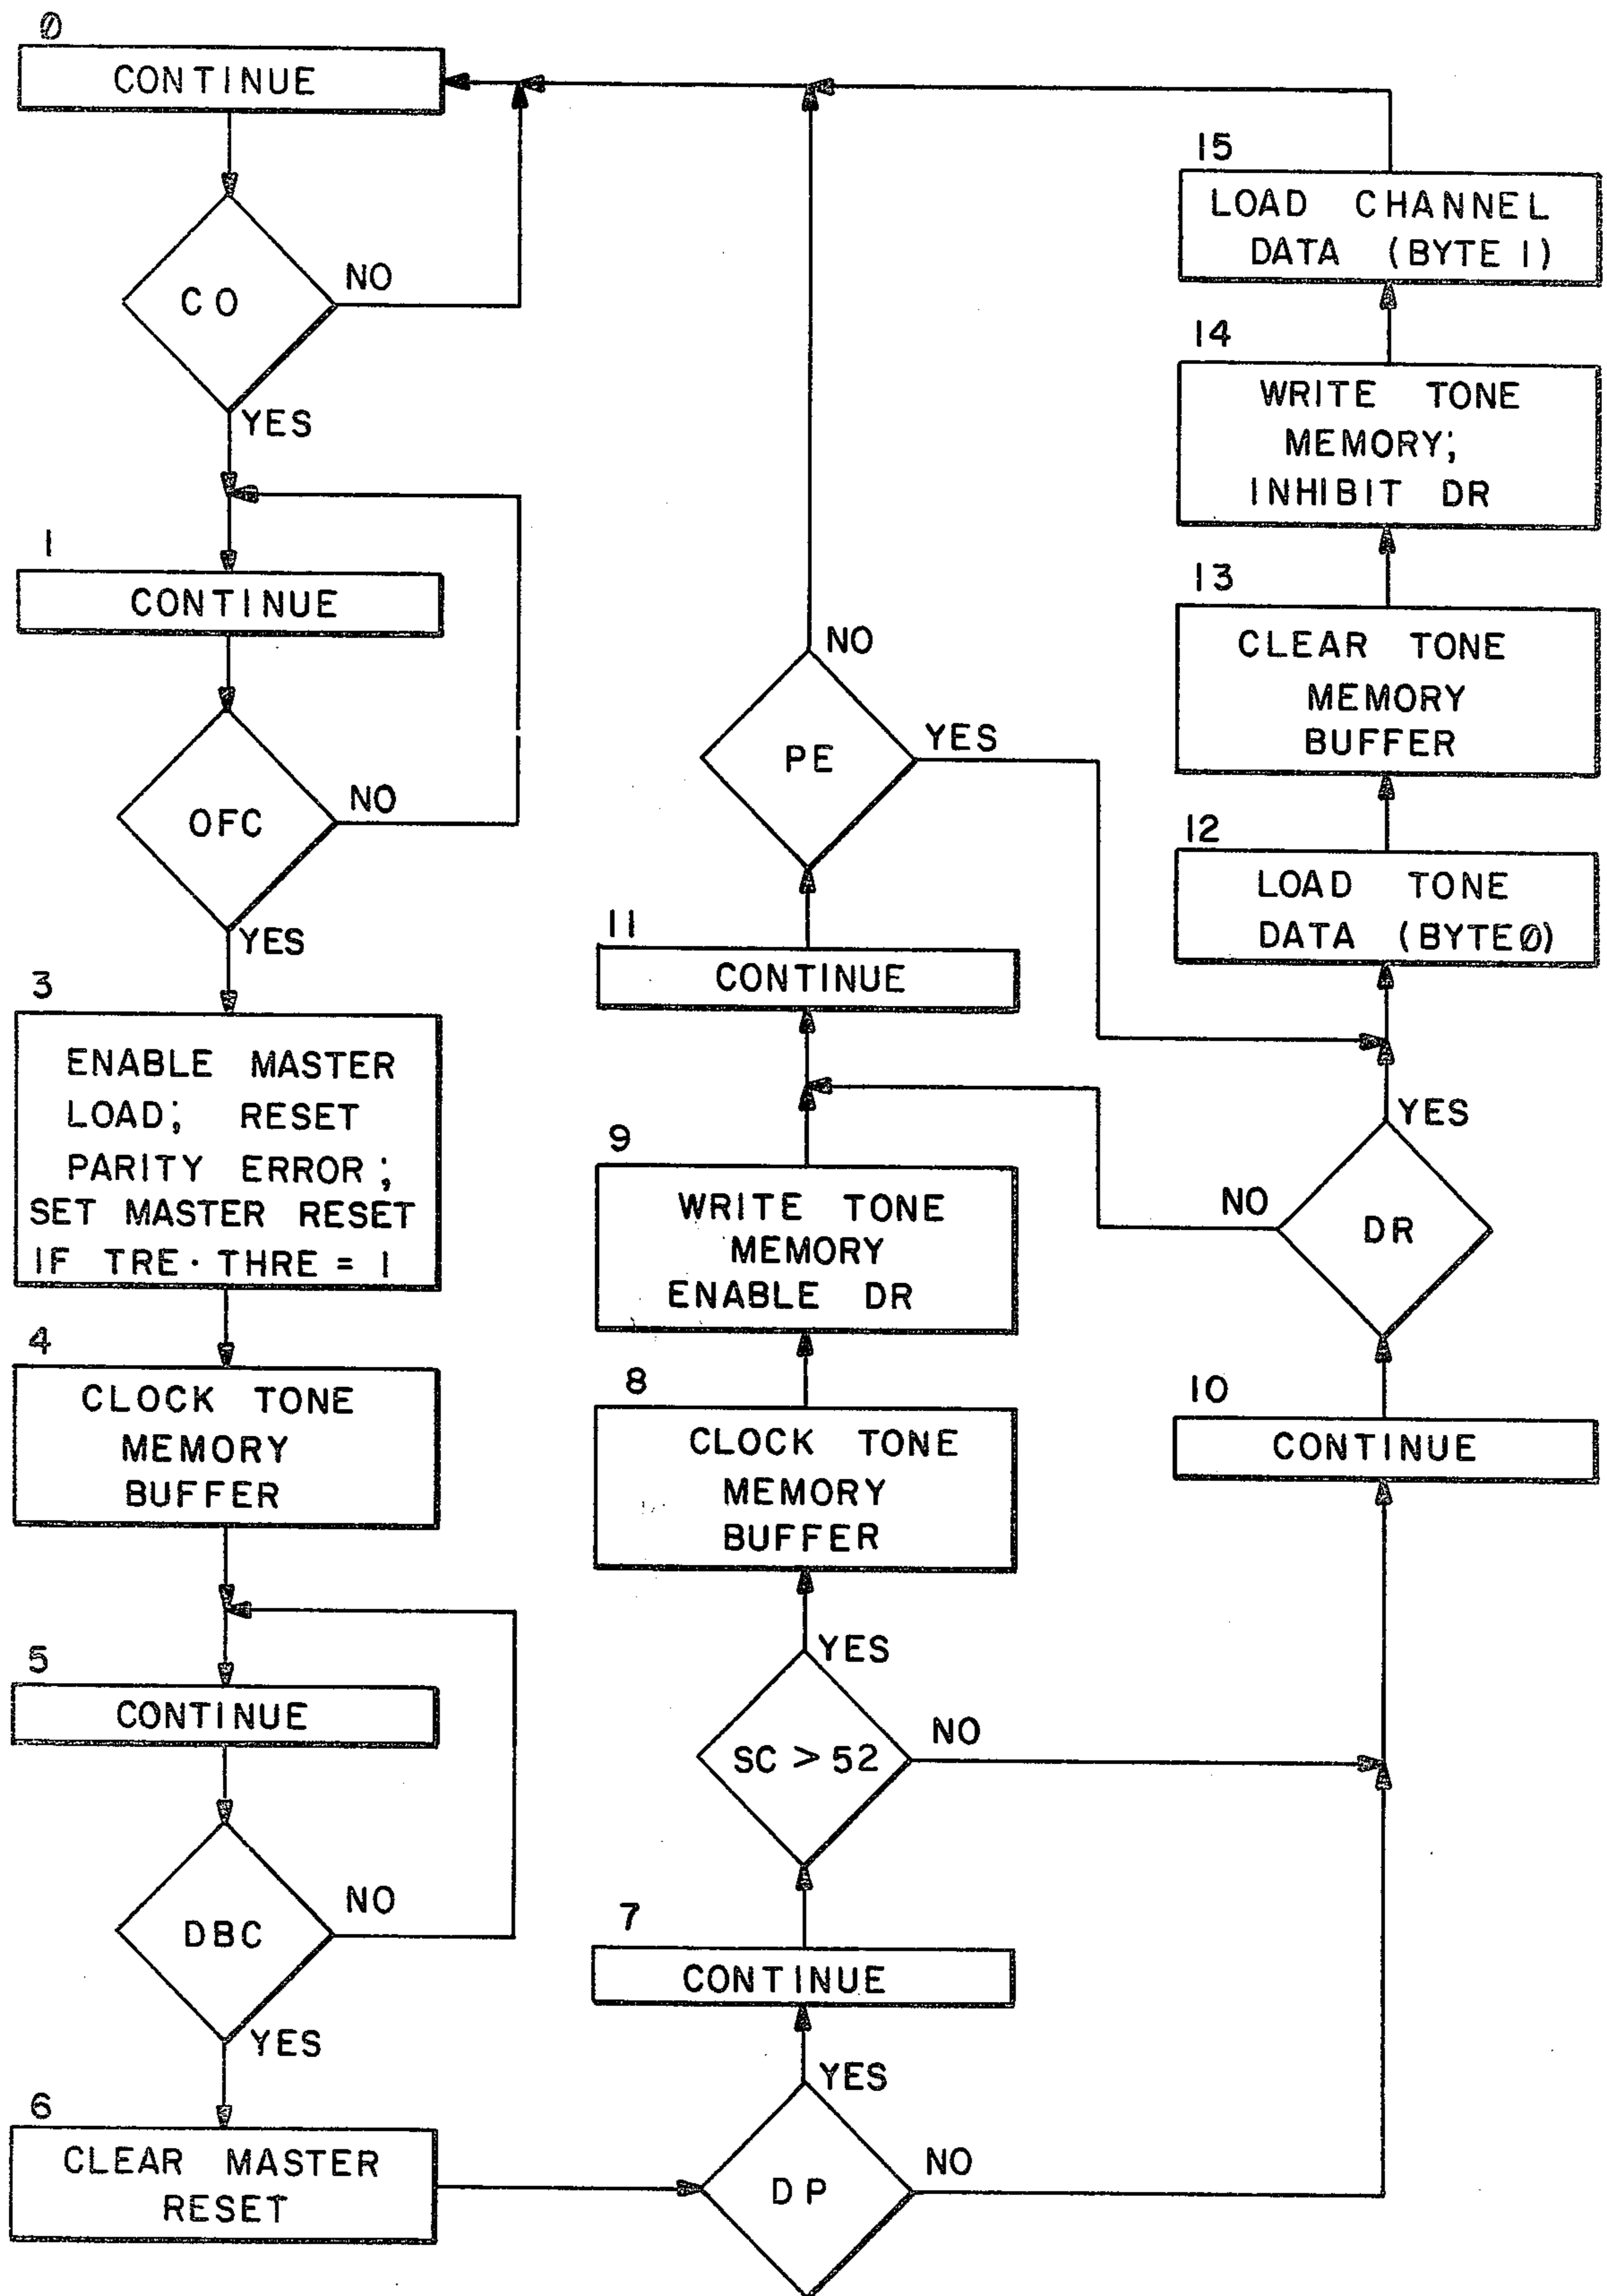 0
CONTINUE
CO
NO
YES
1
CONTINUE
OFC
NO
YES
3
ENABLE MASTER
LOAD; RESET
PARITY ERROR;
SET MASTER RESET
IF TRE · THRE = 1
4
CLOCK TONE
MEMORY
BUFFER
5
CONTINUE
DBC
NO
YES
6
CLEAR MASTER
RESET
DP
NO
YES
7
CONTINUE
SC > 52
NO
YES
8
CLOCK TONE
MEMORY
BUFFER
9
WRITE TONE
MEMORY
ENABLE DR
11
CONTINUE
PE
YES
NO
10
CONTINUE
DR
NO
YES
12
LOAD TONE
DATA (BYTE 0)
13
CLEAR TONE
MEMORY
BUFFER
14
WRITE TONE
MEMORY;
INHIBIT DR
15
LOAD CHANNEL
DATA (BYTE 1)